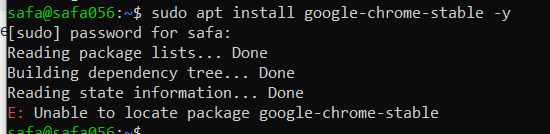 safa@safa056:~$ sudo apt install google-chrome-stable -y
[sudo] password for safa:
Reading package lists... Done
Building dependency tree... Done
Reading state information... Done
E: Unable to locate package google-chrome-stable
safa@safa056:~$